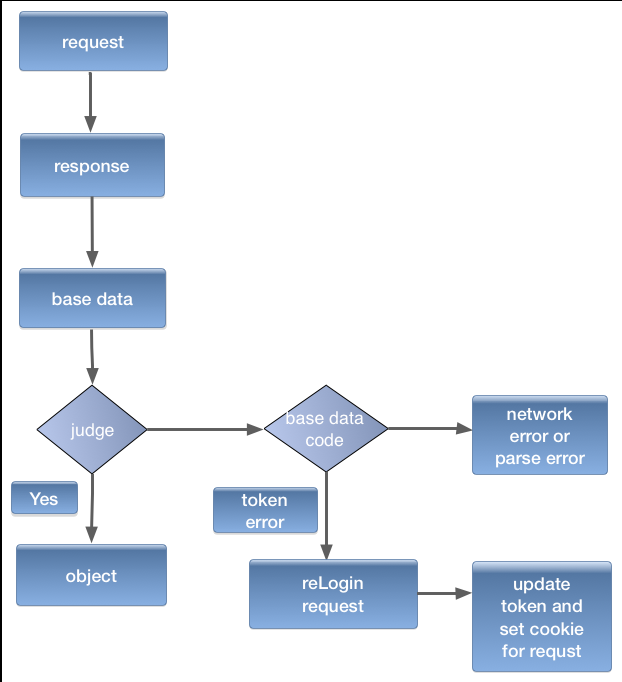 request
response
base data
judge
base data
code
network
error or
parse error
Yes
token
error
object
reLogin
request
update
token and
set cookie
for requst